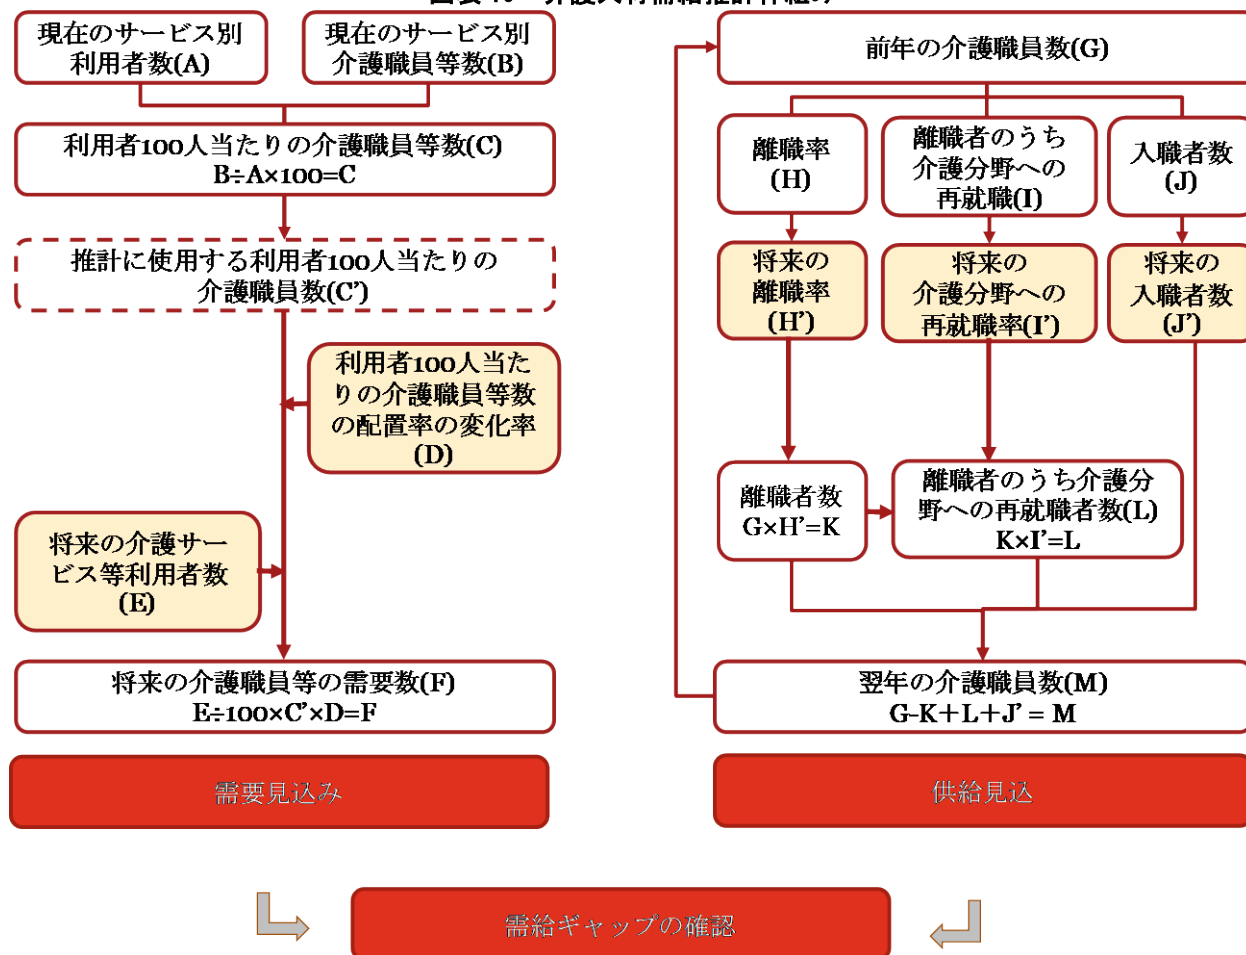 現在のサービス別
利用者数(A)
現在のサービス別
介護職員等数(B)
利用者100人当たりの介護職員等数(C)
B÷A×100=C
推計に使用する利用者100人当たりの
介護職員数(C’)
利用者100人当た
りの介護職員等数
の配置率の変化率
(D)
将来の介護サー
ビス等利用者数
(E)
将来の介護職員等の需要数(F)
E÷100×C’×D=F
需要見込み
前年の介護職員数(G)
離職率
(H)
離職者のうち
介護分野への
再就職(I)
入職者数
(J)
将来の
離職率
(H’)
将来の
介護分野への
再就職率(I’)
将来の
入職者数
(J’)
離職者数
G×H’=K
離職者のうち介護分
野への再就職者数(L)
K×I’=L
翌年の介護職員数(M)
G-K+L+J’ = M
供給見込
需給ギャップの確認